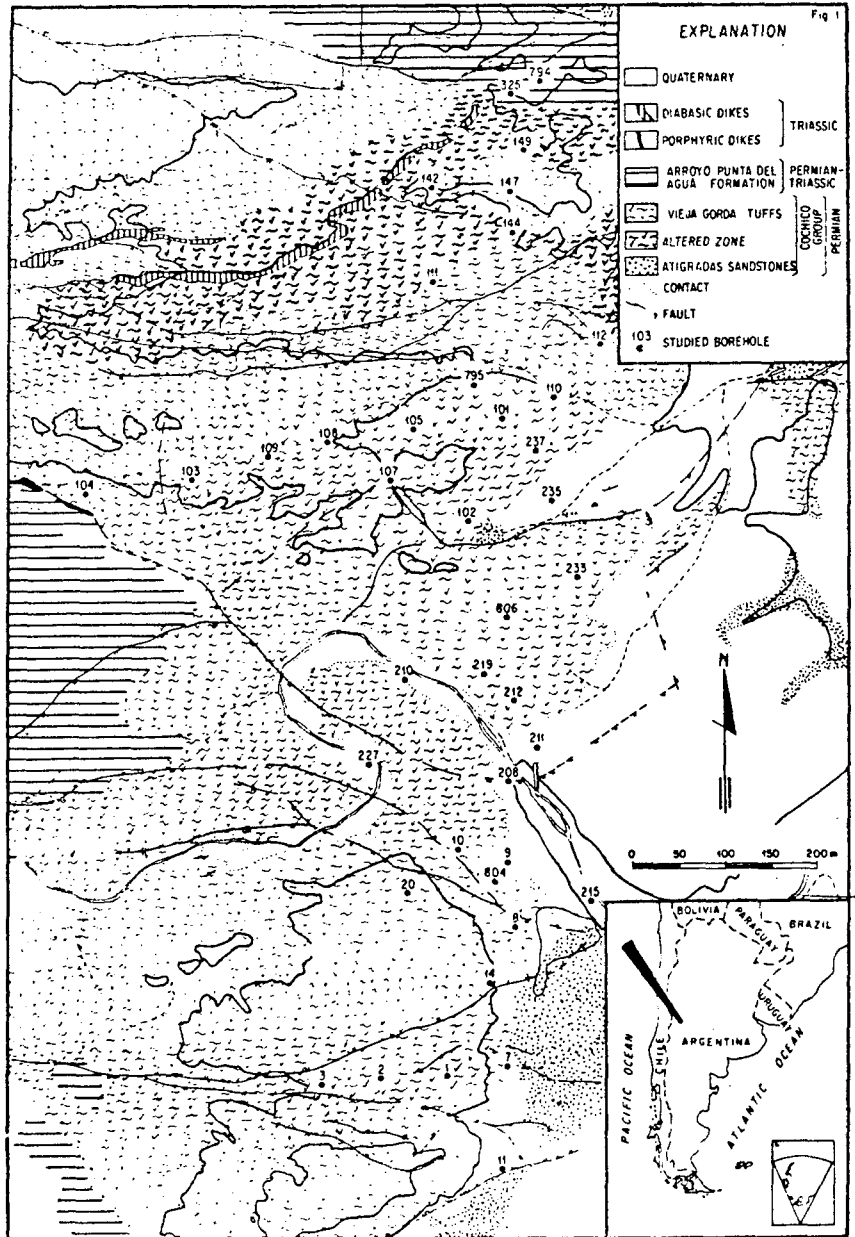 Fig 1
EXPLANATION
QUATERNARY
DIABASIC DIKES
PORPHYRIC DIKES
TRIASSIC
ARROYO PUNTA DEL
AGUA FORMATION
PERMIAN-
TRIASSIC
VIEJA GORDA TUFFS
ALTERED ZONE
ATIGRADAS SANDSTONES
COCHICO
GROUP
PERMIAN
CONTACT
FAULT
103 STUDIED BOREHOLE
794
325
149
142
147
144
111
112
795
110
101
105
108
237
109
107
103
104
235
102
233
806
219
210
212
211
227
208
10
9
804
20
215
8
14
7
3
2
1
11
N
0 50 100 150 200 m
BOLIVIA
PARAGUAY
BRAZIL
URUGUAY
ARGENTINA
CHILE
PACIFIC OCEAN
ATLANTIC OCEAN